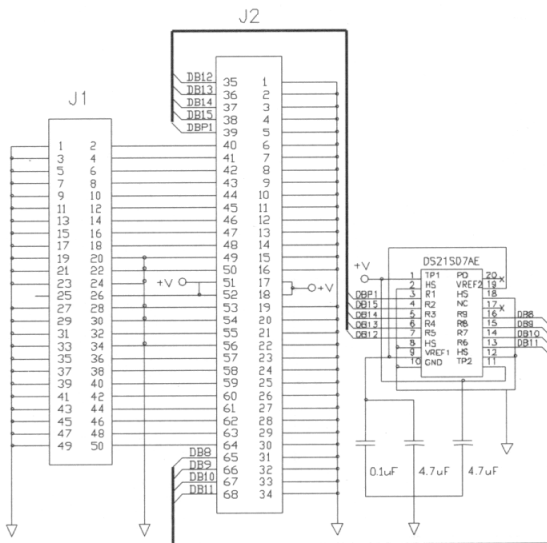 J2
J1
DB12
DB13
DB14
DB15
DBP1
35 1
36 2
37 3
38 4
39 5
1 2 40 6
3 4 41 7
5 6 42 8
7 8 43 9
9 10 44 10
11 12 45 11
13 14 46 12
15 16 47 13
17 18 48 14
19 20 49 15
21 22 50 16
23 24 +V 51 17 +V
25 26 52 18
27 28 53 19
29 30 54 20
31 32 55 21
33 34 56 22
35 36 57 23
37 38 58 24
39 40 59 25
41 42 60 26
43 44 61 27
45 46 62 28
47 48 63 29
49 50 64 30
DB8 65 31
DB9 66 32
DB10 67 33
DB11 68 34
DS21S07AE
+V
1 TP1 PD 20
2 HS VREF2 19
DBP1 3 R1 HS 18
DB15 4 R2 NC 17
DB14 5 R3 R9 16 DB8
DB13 6 R4 R8 15 DB9
DB12 7 R5 R7 14 DB10
8 HS R6 13 DB11
9 VREF1 HS 12
10 GND TP2 11
0.1uF 4.7uF 4.7uF